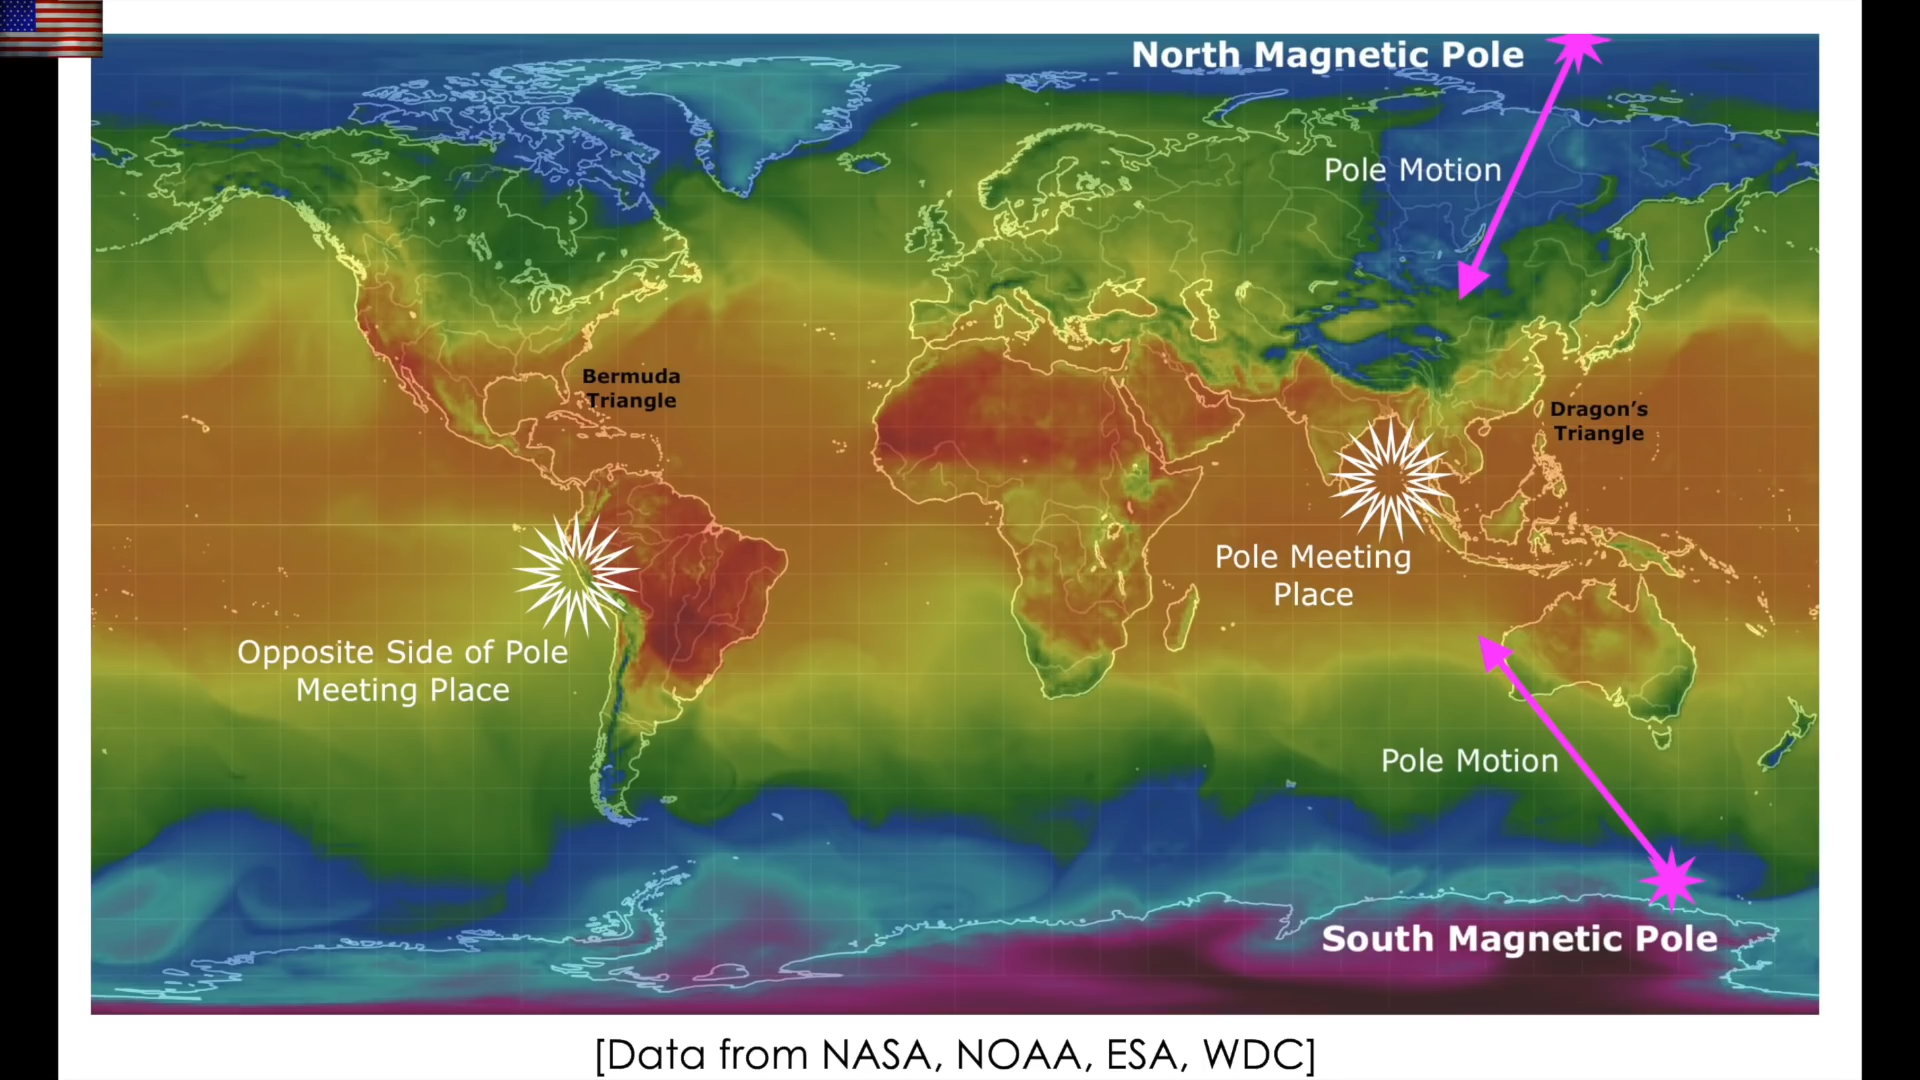 North Magnetic Pole
Pole Motion
Bermuda
Triangle
Dragon’s
Triangle
Pole Meeting
Place
Opposite Side of Pole
Meeting Place
Pole Motion
South Magnetic Pole
[Data from NASA, NOAA, ESA, WDC]